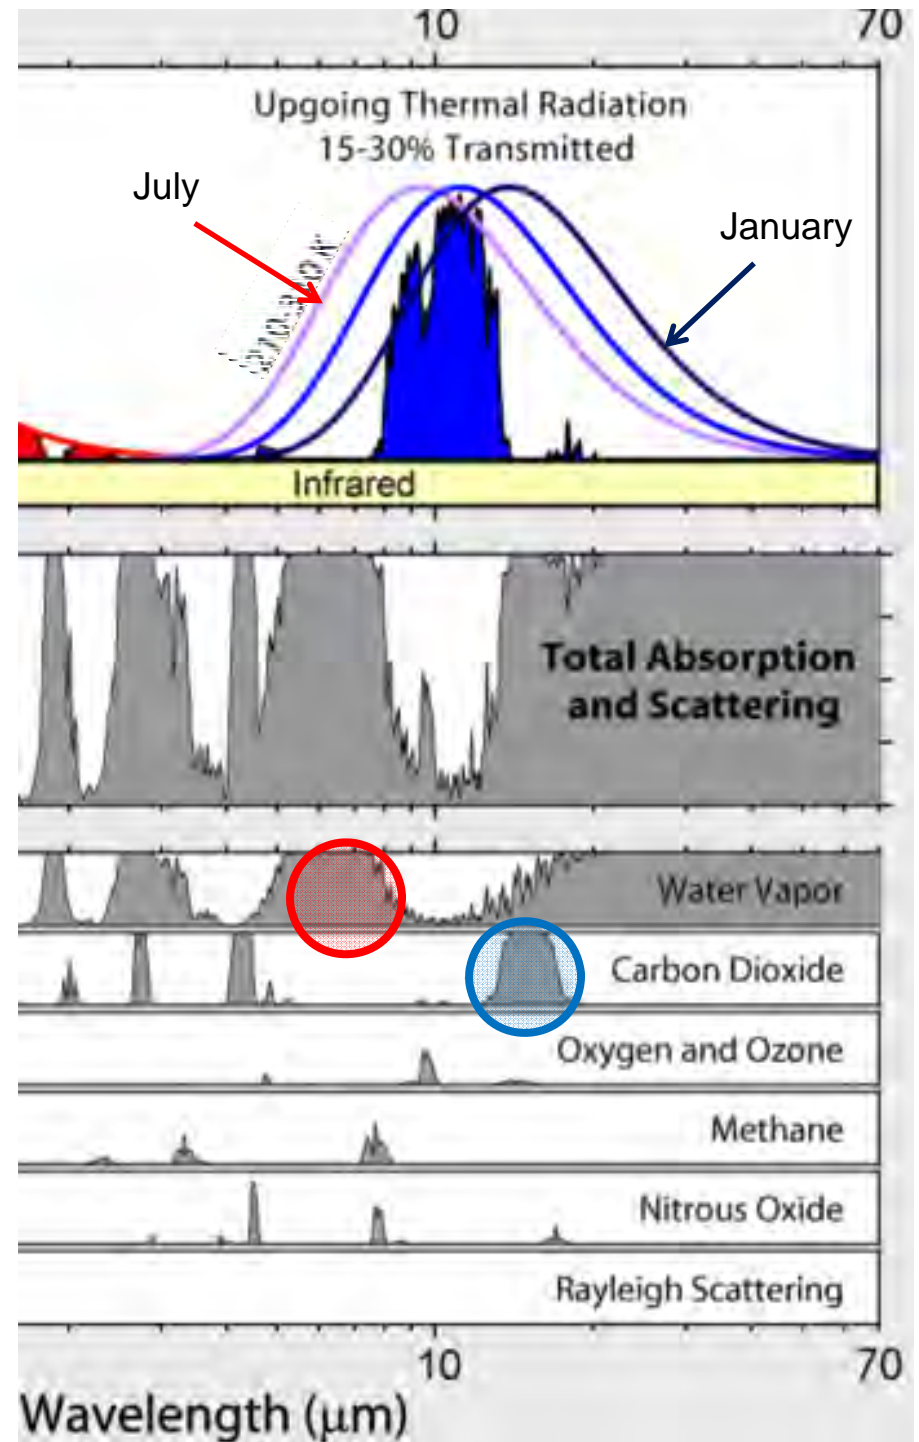 10 70
Upgoing Thermal Radiation
15-30% Transmitted
July
January
Infrared
Total Absorption
and Scattering
Water Vapor
Carbon Dioxide
Oxygen and Ozone
Methane
Nitrous Oxide
Rayleigh Scattering
10 70
Wavelength (μm)